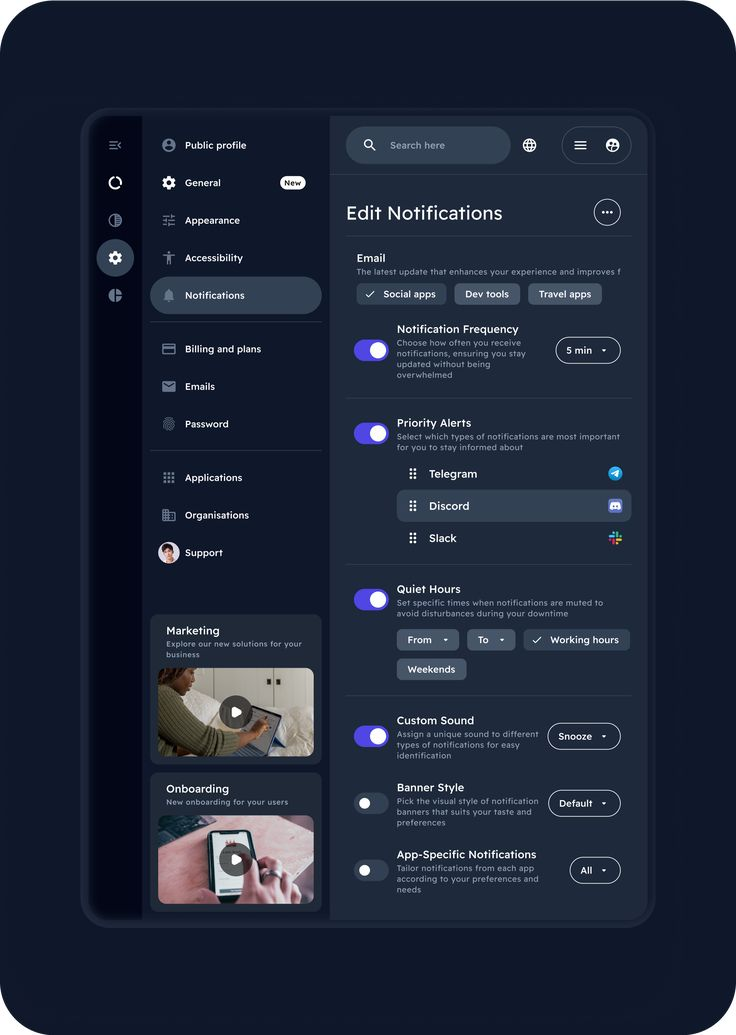 Public profile
General
New
Appearance
Accessibility
Notifications
Billing and plans
Emails
Password
Applications
Organisations
Support
Marketing
Explore our new solutions for your
business
Onboarding
New onboarding for your users
Search here
Edit Notifications
Email
The latest update that enhances your experience and improves f
Social apps
Dev tools
Travel apps
Notification Frequency
Choose how often you receive
notifications, ensuring you stay
updated without being
overwhelmed
5 min
Priority Alerts
Select which types of notifications are most important
for you to stay informed about
Telegram
Discord
Slack
Quiet Hours
Set specific times when notifications are muted to
avoid disturbances during your downtime
From
To
Working hours
Weekends
Custom Sound
Assign a unique sound to different
types of notifications for easy
identification
Snooze
Banner Style
Pick the visual style of notification
banners that suits your taste and
preferences
Default
App-Specific Notifications
Tailor notifications from each app
according to your preferences and
needs
All